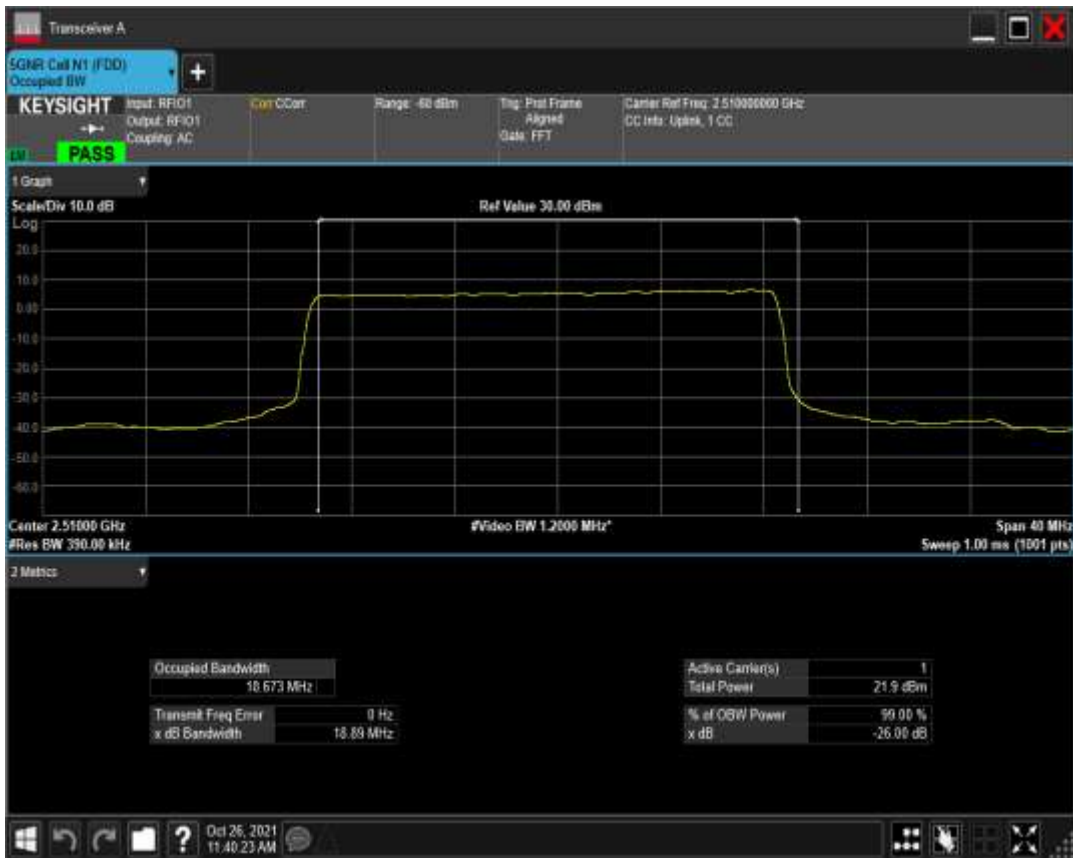 Transceiver A
5GNR Cell N1 (FDD)
Occupied BW
+
KEYSIGHT
Input: RFIO1
Output: RFIO1
Coupling: AC
Corr CCorr
Range: -60 dBm
Trig: Prot Frame
Aligned
Gate: FFT
Carrier Ref Freq: 2.510000000 GHz
CC Info: Uplink, 1 CC
PASS
1 Graph
Scale/Div 10.0 dB
Ref Value 30.00 dBm
Log
20.0
10.0
0.00
-10.0
-20.0
-30.0
-40.0
-50.0
-60.0
Center 2.51000 GHz
#Video BW 1.2000 MHz*
Span 40 MHz
#Res BW 390.00 kHz
Sweep 1.00 ms (1001 pts)
2 Metrics
Occupied Bandwidth
18.673 MHz
Transmit Freq Error 0 Hz
x dB Bandwidth 18.89 MHz
Active Carrier(s) 1
Total Power 21.9 dBm
% of OBW Power 99.00 %
x dB -26.00 dB
?
Oct 26, 2021
11:40:23 AM